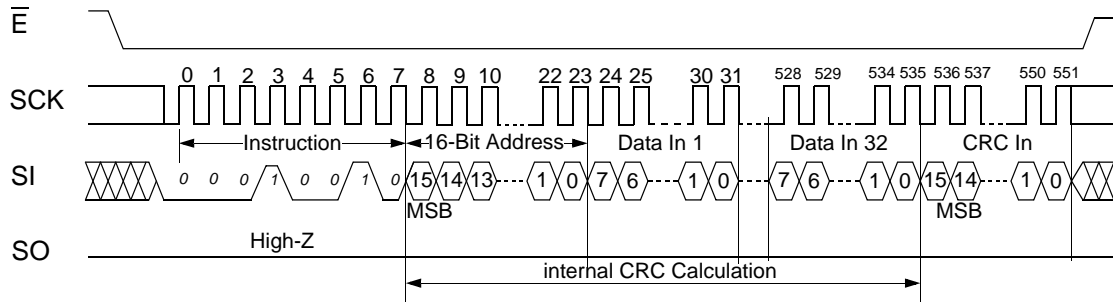 E
SCK 0 1 2 3 4 5 6 7 8 9 10 22 23 24 25 30 31 528 529 534 535 536 537 550 551
Instruction 16-Bit Address Data In 1 Data In 32 CRC In
SI 0 0 0 1 0 0 1 0 15 14 13 1 0 7 6 1 0 7 6 1 0 15 14 1 0
MSB MSB
SO High-Z
internal CRC Calculation